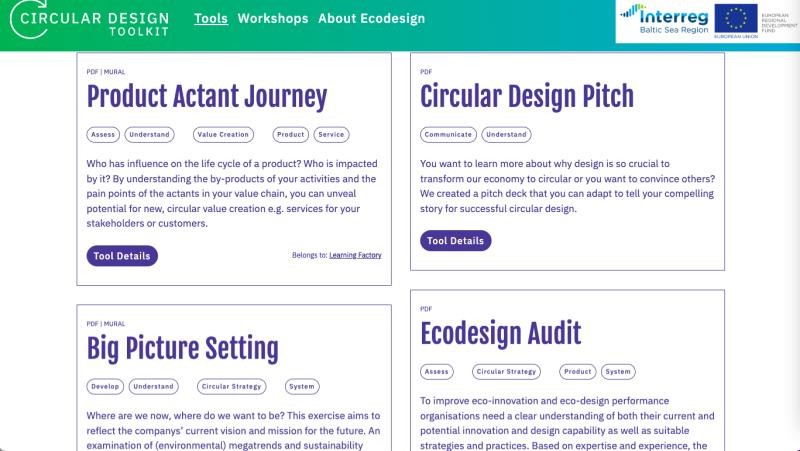 CIRCULAR DESIGN
TOOLKIT
Tools Workshops About Ecodesign
Interreg
Baltic Sea Region
EUROPEAN UNION
EUROPEAN
REGIONAL
DEVELOPMENT
FUND
PDF | MURAL
Product Actant Journey
Assess Understand Value Creation Product Service
Who has influence on the life cycle of a product? Who is impacted
by it? By understanding the by-products of your activities and the
pain points of the actants in your value chain, you can unveal
potential for new, circular value creation e.g. services for your
stakeholders or customers.
Tool Details
Belongs to: Learning Factory
PDF
Circular Design Pitch
Communicate Understand
You want to learn more about why design is so crucial to
transform our economy to circular or you want to convince others?
We created a pitch deck that you can adapt to tell your compelling
story for successful circular design.
Tool Details
PDF | MURAL
Big Picture Setting
Develop Understand Circular Strategy System
Where are we now, where do we want to be? This exercise aims to
reflect the companys' current vision and mission for the future. An
examination of (environmental) megatrends and sustainability
PDF
Ecodesign Audit
Assess Circular Strategy Product System
To improve eco-innovation and eco-design performance
organisations need a clear understanding of both their current and
potential innovation and design capability as well as suitable
strategies and practices. Based on expertise and experience, the